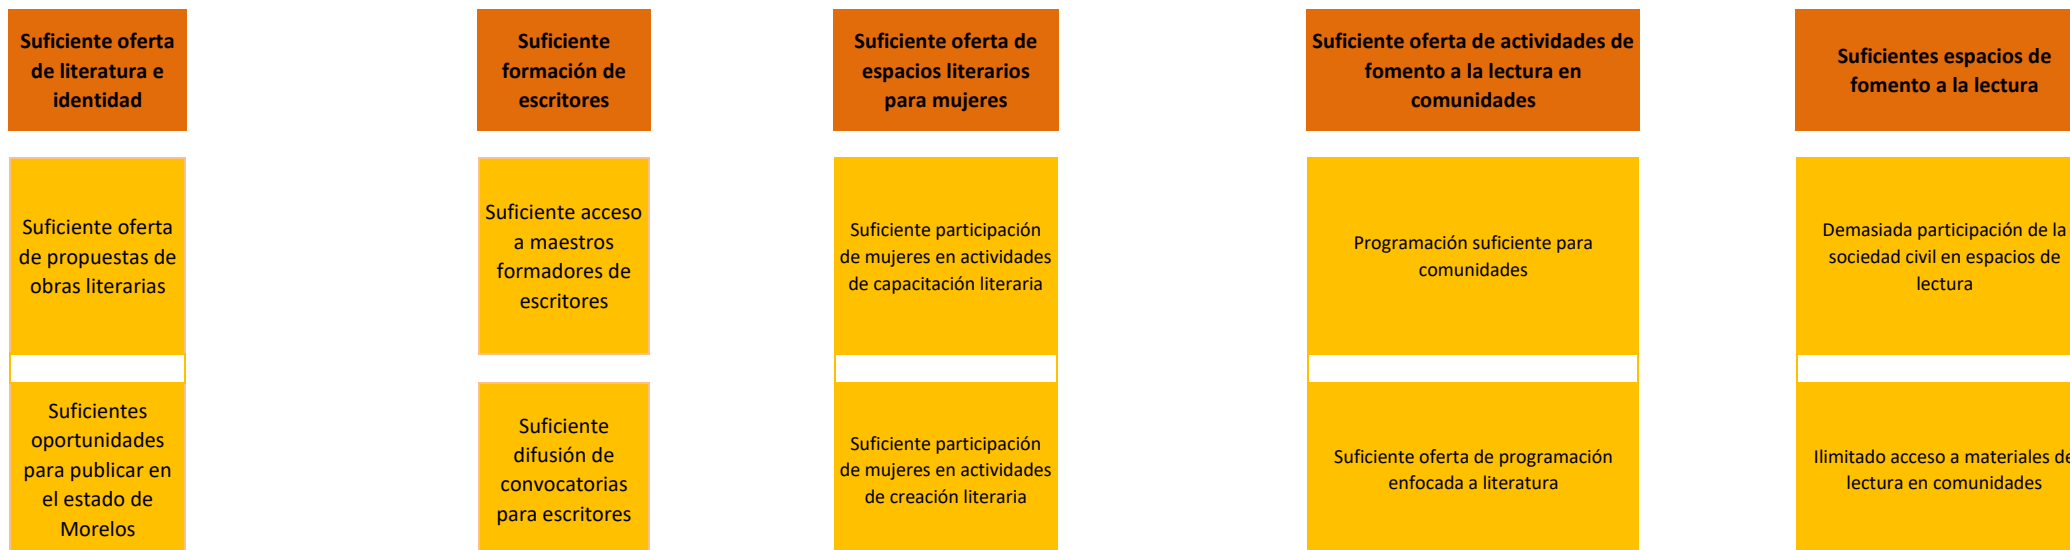 Suficiente oferta
de literatura e
identidad
Suficiente
formación de
escritores
Suficiente oferta de
espacios literarios
para mujeres
Suficiente oferta de actividades de
fomento a la lectura en
comunidades
Suficientes espacios de
fomento a la lectura
Suficiente oferta
de propuestas de
obras literarias
Suficiente acceso
a maestros
formadores de
escritores
Suficiente participación
de mujeres en actividades
de capacitación literaria
Programación suficiente para
comunidades
Demasiada participación de la
sociedad civil en espacios de
lectura
Suficientes
oportunidades
para publicar en
el estado de
Morelos
Suficiente
difusión de
convocatorias
para escritores
Suficiente participación
de mujeres en actividades
de creación literaria
Suficiente oferta de programación
enfocada a literatura
Ilimitado acceso a materiales de
lectura en comunidades